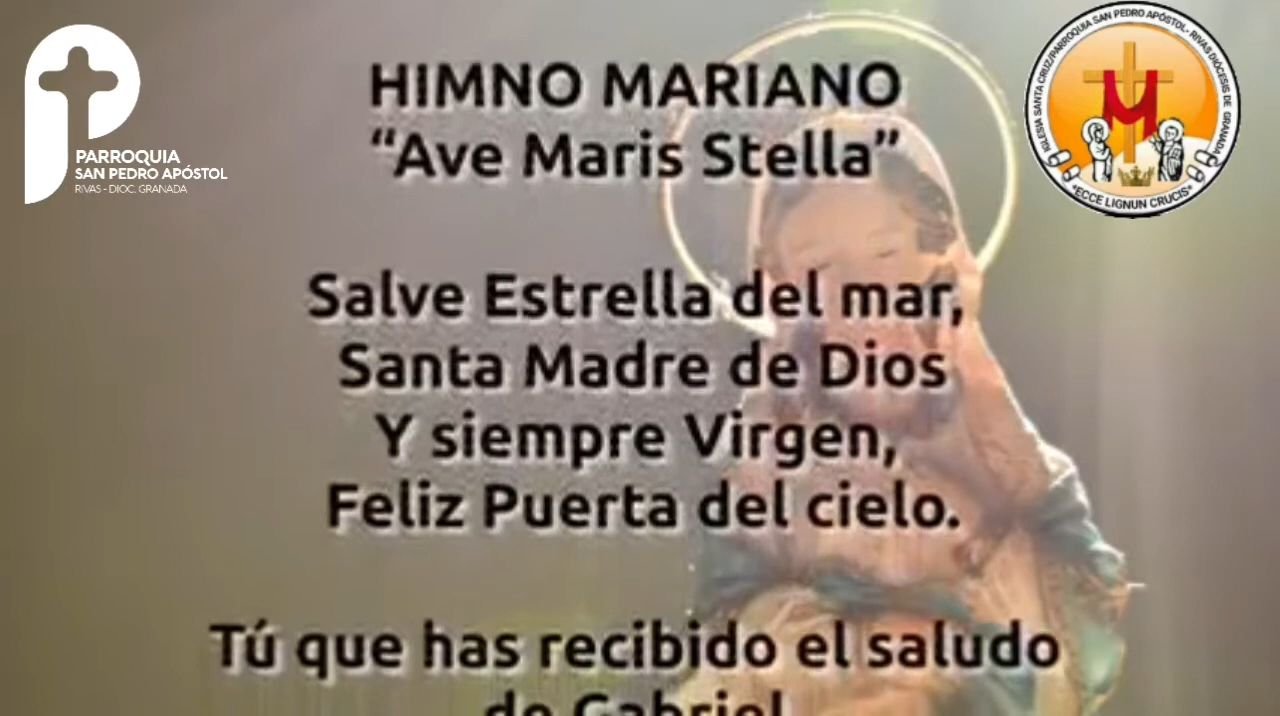 PARROQUIA
SAN PEDRO APÓSTOL
RIVAS - DIOC. GRANADA
HIMNO MARIANO
“Ave Maris Stella”
IGLESIA SANTA CRUZ/PARROQUIA SAN PEDRO APÓSTOL- RIVAS DIÓCESIS DE GRANADA
•ECCE LIGNUN CRUCIS•
Salve Estrella del mar,
Santa Madre de Dios
Y siempre Virgen,
Feliz Puerta del cielo.
Tú que has recibido el saludo
de Gabriel